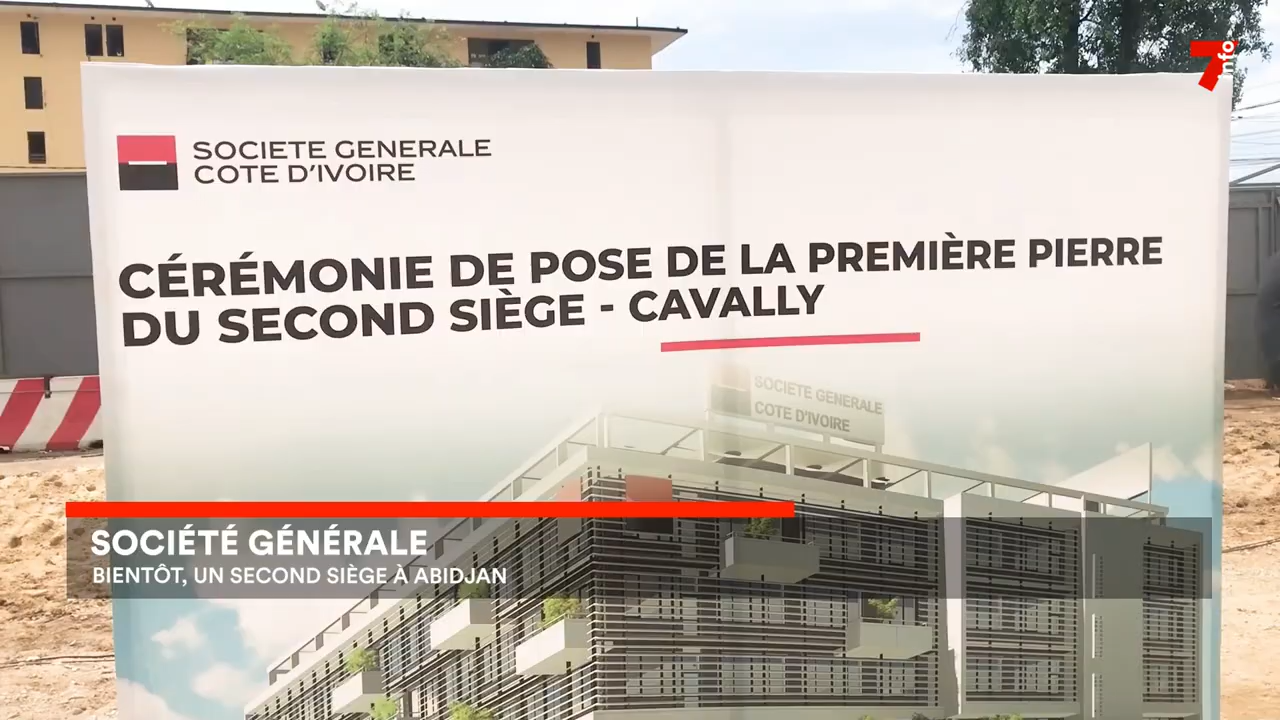 7info
SOCIETE GENERALE
COTE D'IVOIRE
CÉRÉMONIE DE POSE DE LA PREMIÈRE PIERRE
DU SECOND SIÈGE - CAVALLY
SOCIETE GENERALE
COTE D'IVOIRE
SOCIÉTÉ GÉNÉRALE
BIENTÔT, UN SECOND SIÈGE À ABIDJAN